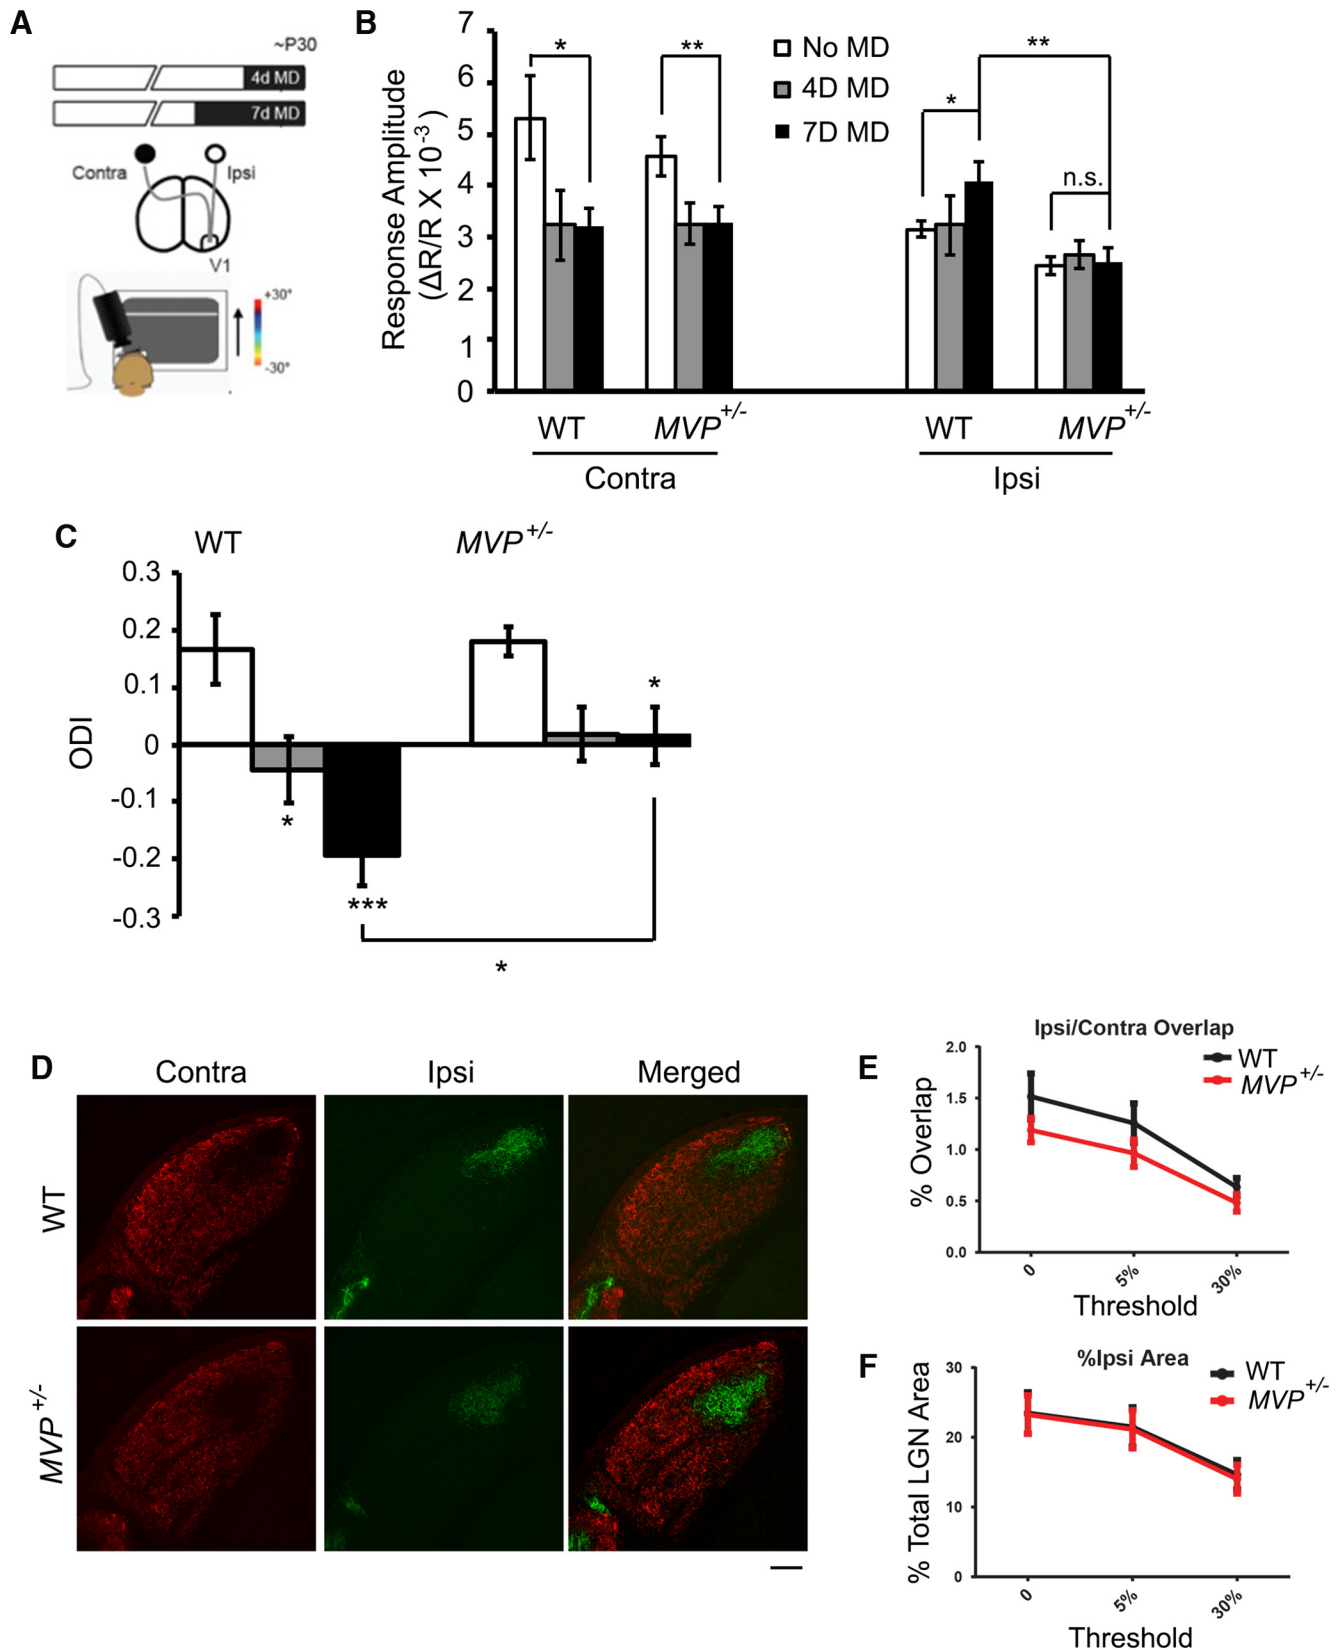 A
~P30
4d MD
7d MD
Contra
Ipsi
V1
+30°
-30°
B
Response Amplitude
(ΔR/R X 10⁻³)
7
6
5
4
3
2
1
0
No MD
4D MD
7D MD
*
**
*
**
n.s.
WT
MVP+/-
WT
MVP+/-
Contra
Ipsi
C
WT
MVP+/-
ODI
0.3
0.2
0.1
0
-0.1
-0.2
-0.3
*
***
*
*
D
Contra
Ipsi
Merged
WT
MVP+/-
E
Ipsi/Contra Overlap
WT
MVP+/-
% Overlap
2.0
1.5
1.0
0.5
0.0
0
5%
30%
Threshold
F
%Ipsi Area
WT
MVP+/-
% Total LGN Area
30
20
10
0
0
5%
30%
Threshold